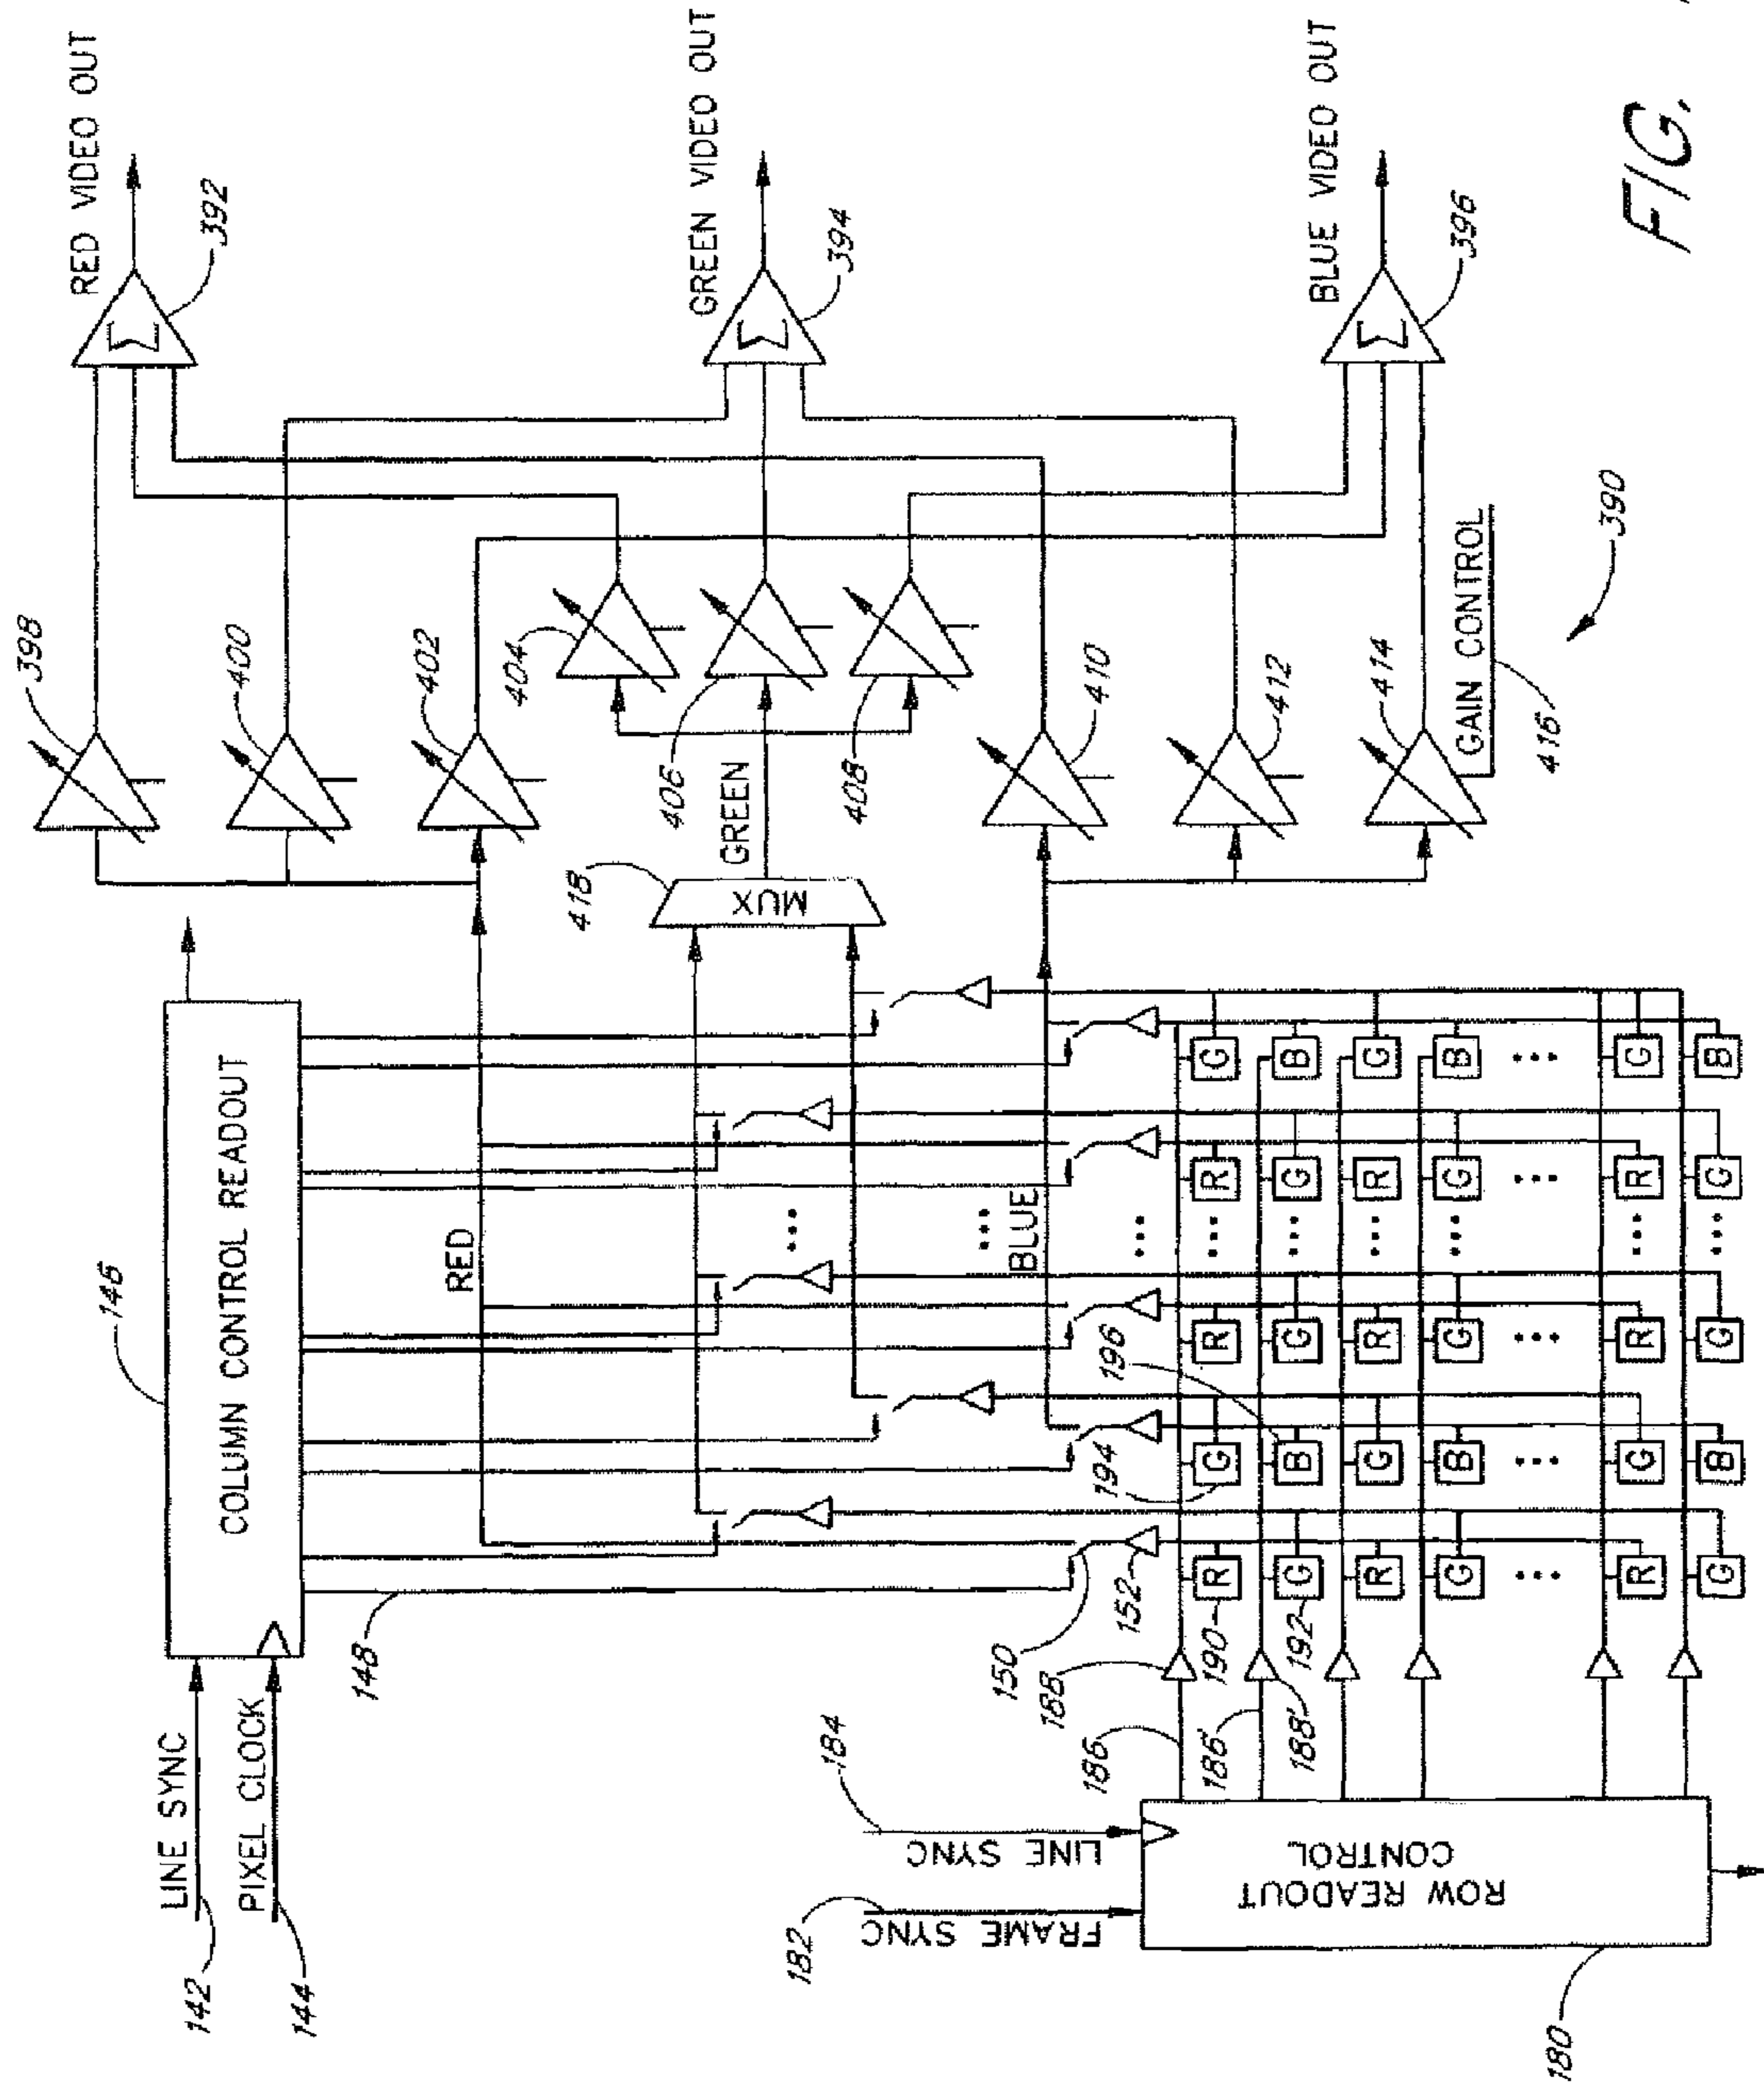 LINE SYNC
142
PIXEL CLOCK
144
COLUMN CONTROL READOUT
146
148
RED
RED VIDEO OUT
392
398
400
402
404
406
408
GREEN
418
MUX
GREEN VIDEO OUT
394
410
412
414
GAIN CONTROL
416
BLUE VIDEO OUT
396
390
BLUE
150
152
182
FRAME SYNC
184
LINE SYNC
ROW READOUT
CONTROL
180
186
188
186'
188'
190
192
194
196
R G R G ... R G
G B G B ... G B
R G R G ... R G
R G R G ... R G
G B G B ... G B
FIG.